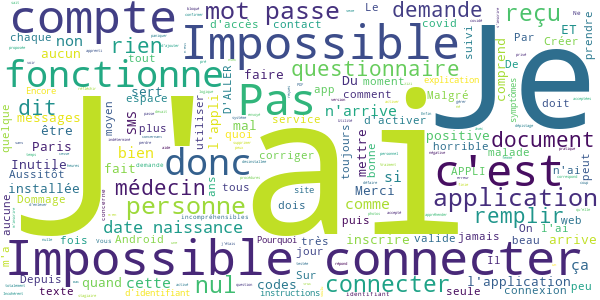 compte
mot passe
Le
demande
reçu
bloqué
d'accès
contact
covid
Impossible
suivi
chaque
non
rien
tout
Par
ET
Créer
aucun
comprend
prendre
fonctionne
faire
questionnaire
De
Encore
sert
D'ALLER
Du
moment
explication
app
Malgré
symptômes
doit
dit
SMS
espace
utiliser
l'appli
Pas
comment
n'arrive
d'activer
Je
quelque
messages
être
moyen
plus
mal
service
positive
Paris
quoi
toujours
horrible
document
Inutile
bien
donc
corriger
mettre
bonne
malade
n'ai
peut
Aussitôt
fait
si
c'est
APPLI
installée
médecin
ans
tous
site
Merci
application
aucune
Dommage
personne
dois
comme
remplir
web
J'ai
date naissance
incompréhensibles
puis
On
l'ai
m'a
fois
Vous
Android
Pourquoi
très
inscrire
valide
jamais
beau
arrive
Impossible connecter
jour
Il
ça
Depuis
quand
cette
nul
question
Sur
connecter
l'application
texte
d'identifiant
codes
instructions
identifiant
seule
connexion
peu